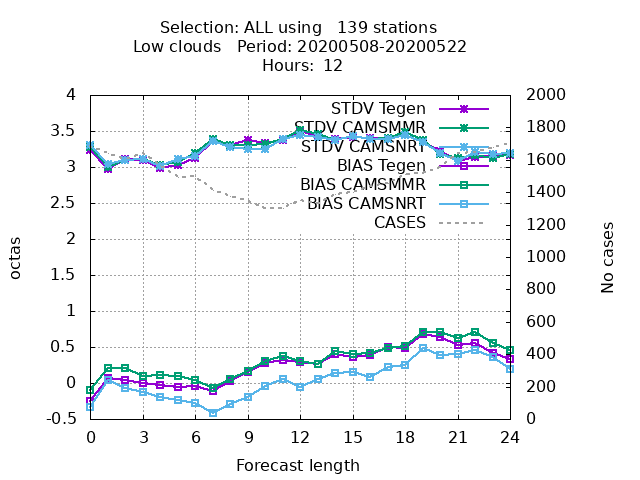 Selection: ALL using   139 stations
Low clouds   Period: 20200508-20200522
Hours:  12
STDV Tegen
STDV CAMSMMR
STDV CAMSNRT
BIAS Tegen
BIAS CAMSMMR
BIAS CAMSNRT
CASES
4
3.5
3
2.5
2
1.5
1
0.5
0
-0.5
octas
2000
1800
1600
1400
1200
1000
800
600
400
200
0
No cases
0 3 6 9 12 15 18 21 24
Forecast length